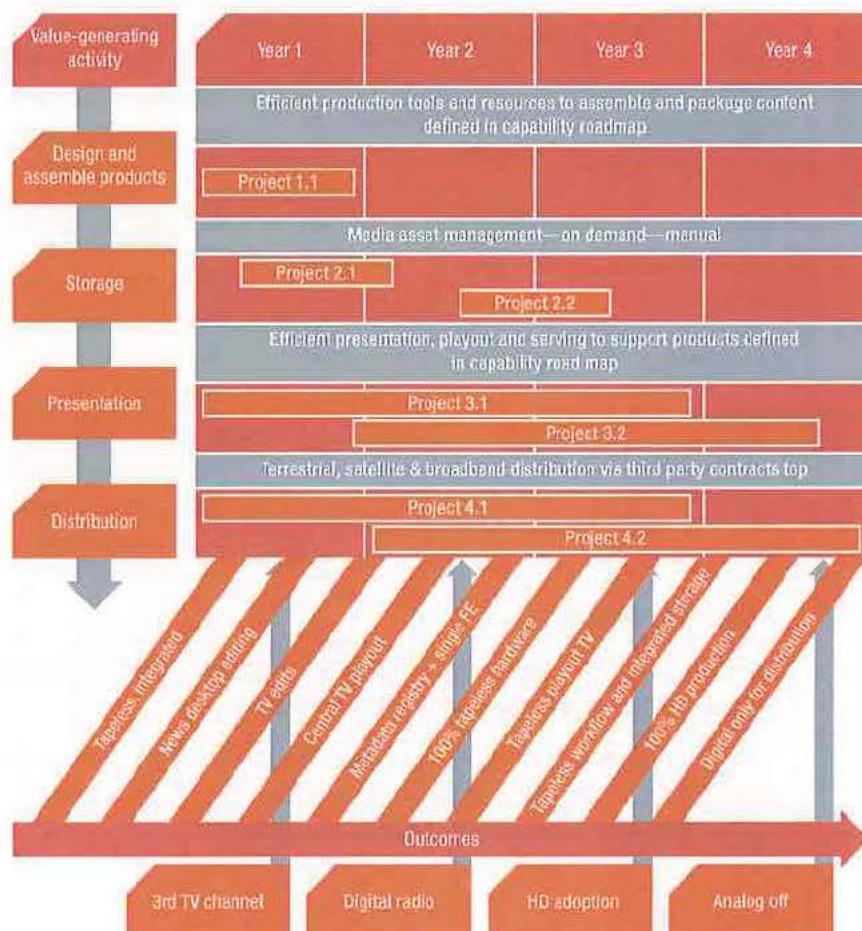 Value-generating
activity
Year 1
Year 2
Year 3
Year 4
Efficient production tools and resources to assemble and package content
defined in capability roadmap
Design and
assemble products
Project 1.1
Media asset management—on demand—manual
Storage
Project 2.1
Project 2.2
Efficient presentation, playout and serving to support products defined
in capability road map
Presentation
Project 3.1
Project 3.2
Terrestrial, satellite & broadband distribution via third party contracts top
Distribution
Project 4.1
Project 4.2
Tapeless integrated
News desktop editing
TV edits
Central TV playout
Metadata registry + single FE
100% tapeless hardware
Tapeless playout TV
Tapeless workflow and integrated storage
100% HD production
Digital only for distribution
Outcomes
3rd TV channel
Digital radio
HD adoption
Analog off